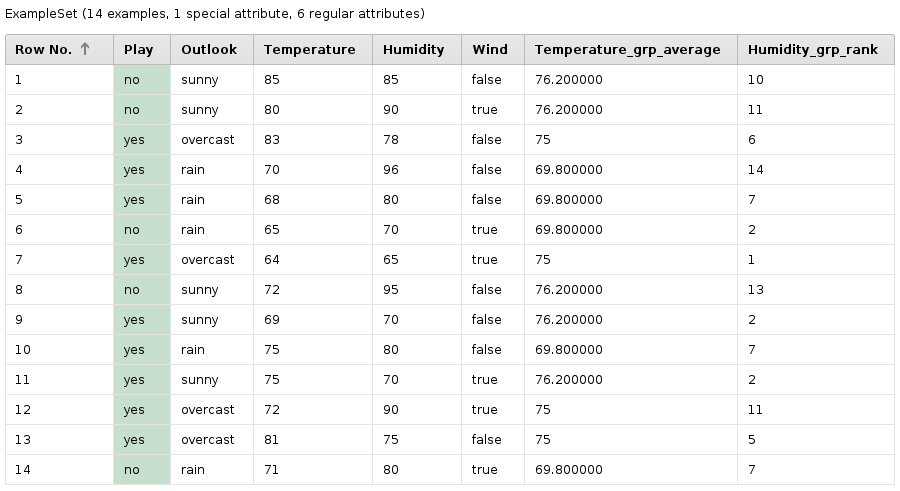 ExampleSet (14 examples, 1 special attribute, 6 regular attributes)
Row No. ↑ Play Outlook Temperature Humidity Wind Temperature_grp_average Humidity_grp_rank
1 no sunny 85 85 false 76.200000 10
2 no sunny 80 90 true 76.200000 11
3 yes overcast 83 78 false 75 6
4 yes rain 70 96 false 69.800000 14
5 yes rain 68 80 false 69.800000 7
6 no rain 65 70 true 69.800000 2
7 yes overcast 64 65 true 75 1
8 no sunny 72 95 false 76.200000 13
9 yes sunny 69 70 false 76.200000 2
10 yes rain 75 80 false 69.800000 7
11 yes sunny 75 70 true 76.200000 2
12 yes overcast 72 90 true 75 11
13 yes overcast 81 75 false 75 5
14 no rain 71 80 true 69.800000 7